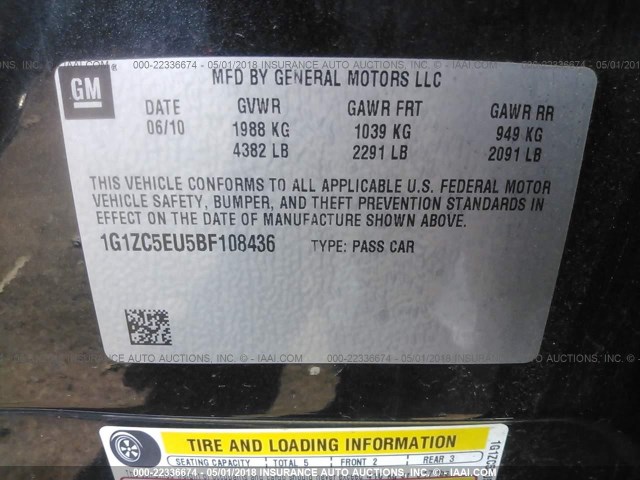 000-22336674 - 05/01/2018 INSURANCE AUTO AUCTIONS, INC. © - IAAI.COM
GM
MFD BY GENERAL MOTORS LLC
DATE GVWR GAWR FRT GAWR RR
06/10 1988 KG 1039 KG 949 KG
4382 LB 2291 LB 2091 LB
THIS VEHICLE CONFORMS TO ALL APPLICABLE U.S. FEDERAL MOTOR
VEHICLE SAFETY, BUMPER, AND THEFT PREVENTION STANDARDS IN
EFFECT ON THE DATE OF MANUFACTURE SHOWN ABOVE.
1G1ZC5EU5BF108436 TYPE: PASS CAR
INSURANCE AUTO AUCTIONS, INC. © - IAAI.COM 000-22336674 - 05/01/2018 INSURANCE AUTO AUCTIONS
TIRE AND LOADING INFORMATION
SEATING CAPACITY TOTAL 5 FRONT 2 REAR 3
000-22336674 - 05/01/2018 INSURANCE AUTO AUCTIONS, INC. © - IAAI.COM
1G1ZC5